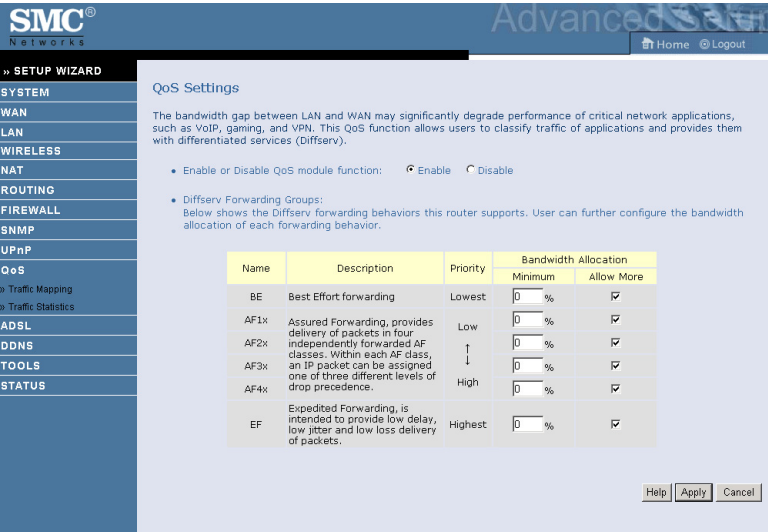 SMC®
Networks
Advanced Setup
Home Logout
» SETUP WIZARD
SYSTEM
WAN
LAN
WIRELESS
NAT
ROUTING
FIREWALL
SNMP
UPnP
QoS
» Traffic Mapping
» Traffic Statistics
ADSL
DDNS
TOOLS
STATUS
QoS Settings
The bandwidth gap between LAN and WAN may significantly degrade performance of critical network applications,
such as VoIP, gaming, and VPN. This QoS function allows users to classify traffic of applications and provides them
with differentiated services (Diffserv).
• Enable or Disable QoS module function: Enable Disable
• Diffserv Forwarding Groups:
Below shows the Diffserv forwarding behaviors this router supports. User can further configure the bandwidth
allocation of each forwarding behavior.
Name Description Priority Bandwidth Allocation
Minimum Allow More
BE Best Effort forwarding Lowest 0 %
AF1x 0 %
AF2x 0 %
AF3x 0 %
AF4x 0 %
Assured Forwarding, provides
delivery of packets in four
independently forwarded AF
classes. Within each AF class,
an IP packet can be assigned
one of three different levels of
drop precedence.
Low
↑
↓
High
EF
Expedited Forwarding, is
intended to provide low delay,
low jitter and low loss delivery
of packets.
Highest 0 %
Help Apply Cancel